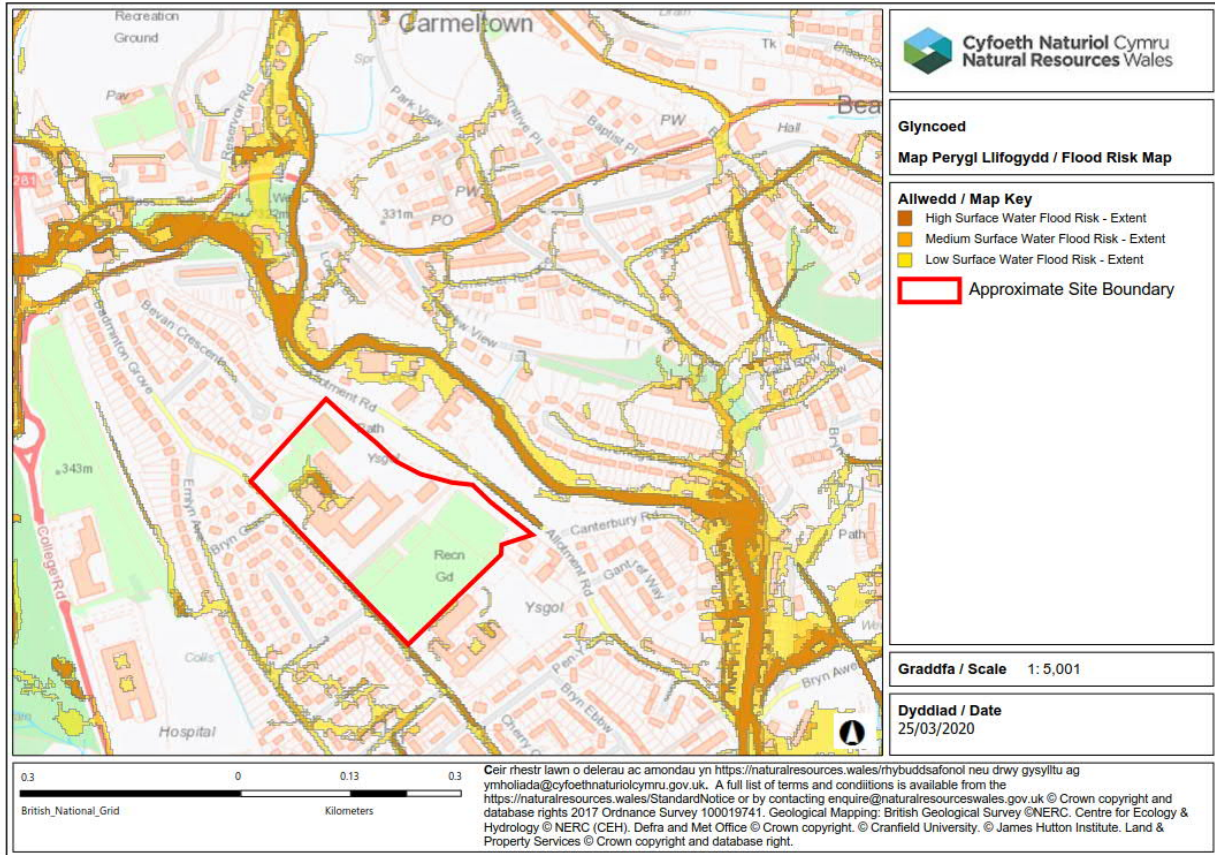 Recreation
Ground
Carmeltown
Spr
Drain
Tk
Pav
Reservoir Rd
Park View
Baptist Pl
PW
Hall
Bea
281
331m
PW
PO
Badminton Grove
Bevan Crescent
Allotment Rd
Path
Ysgol
343m
Emlyn Ave
College Rd
Recn
Gd
Canterbury Rd
Allotment Rd
Gantref Way
Path
Ysgol
Colls
Hospital
Pen-Y
Bryn Ebbw
Bryn Awe
Cyfoeth Naturiol Cymru
Natural Resources Wales
Glyncoed
Map Perygl Llifogydd / Flood Risk Map
Allwedd / Map Key
High Surface Water Flood Risk - Extent
Medium Surface Water Flood Risk - Extent
Low Surface Water Flood Risk - Extent
Approximate Site Boundary
Graddfa / Scale 1: 5,001
Dyddiad / Date
25/03/2020
0.3 0 0.13 0.3
British_National_Grid Kilometers
Ceir rhestr lawn o delerau ac amondau yn https://naturalresources.wales/rhybuddsafonol neu drwy gysylltu ag
ymholiada@cyfoethnaturiolcymru.gov.uk. A full list of terms and condiitions is available from the
https://naturalresources.wales/StandardNotice or by contacting enquire@naturalresourceswales.gov.uk © Crown copyright and
database rights 2017 Ordnance Survey 100019741. Geological Mapping: British Geological Survey ©NERC. Centre for Ecology &
Hydrology © NERC (CEH). Defra and Met Office © Crown copyright. © Cranfield University. © James Hutton Institute. Land &
Property Services © Crown copyright and database right.